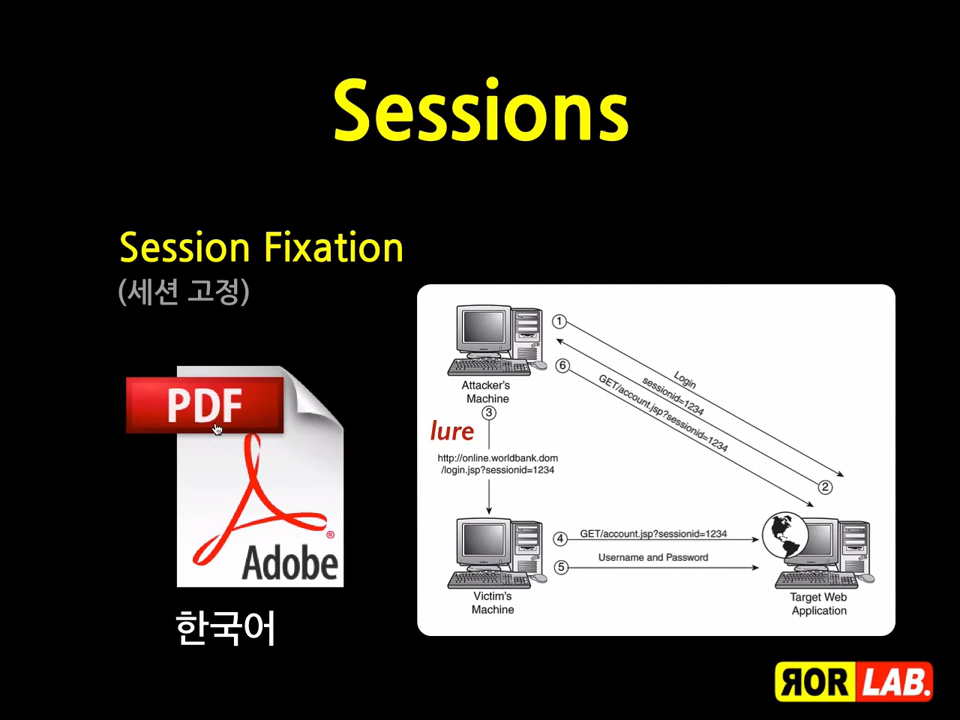 Sessions
Session Fixation
(세션 고정)
PDF
Adobe
®
한국어
Attacker's
Machine
1
Login
sessionid=1234
2
6
GET/account.jsp?sessionid=1234
3
lure
http://online.worldbank.dom
/login.jsp?sessionid=1234
4
GET/account.jsp?sessionid=1234
5
Username and Password
Victim's
Machine
Target Web
Application
ROR LAB.